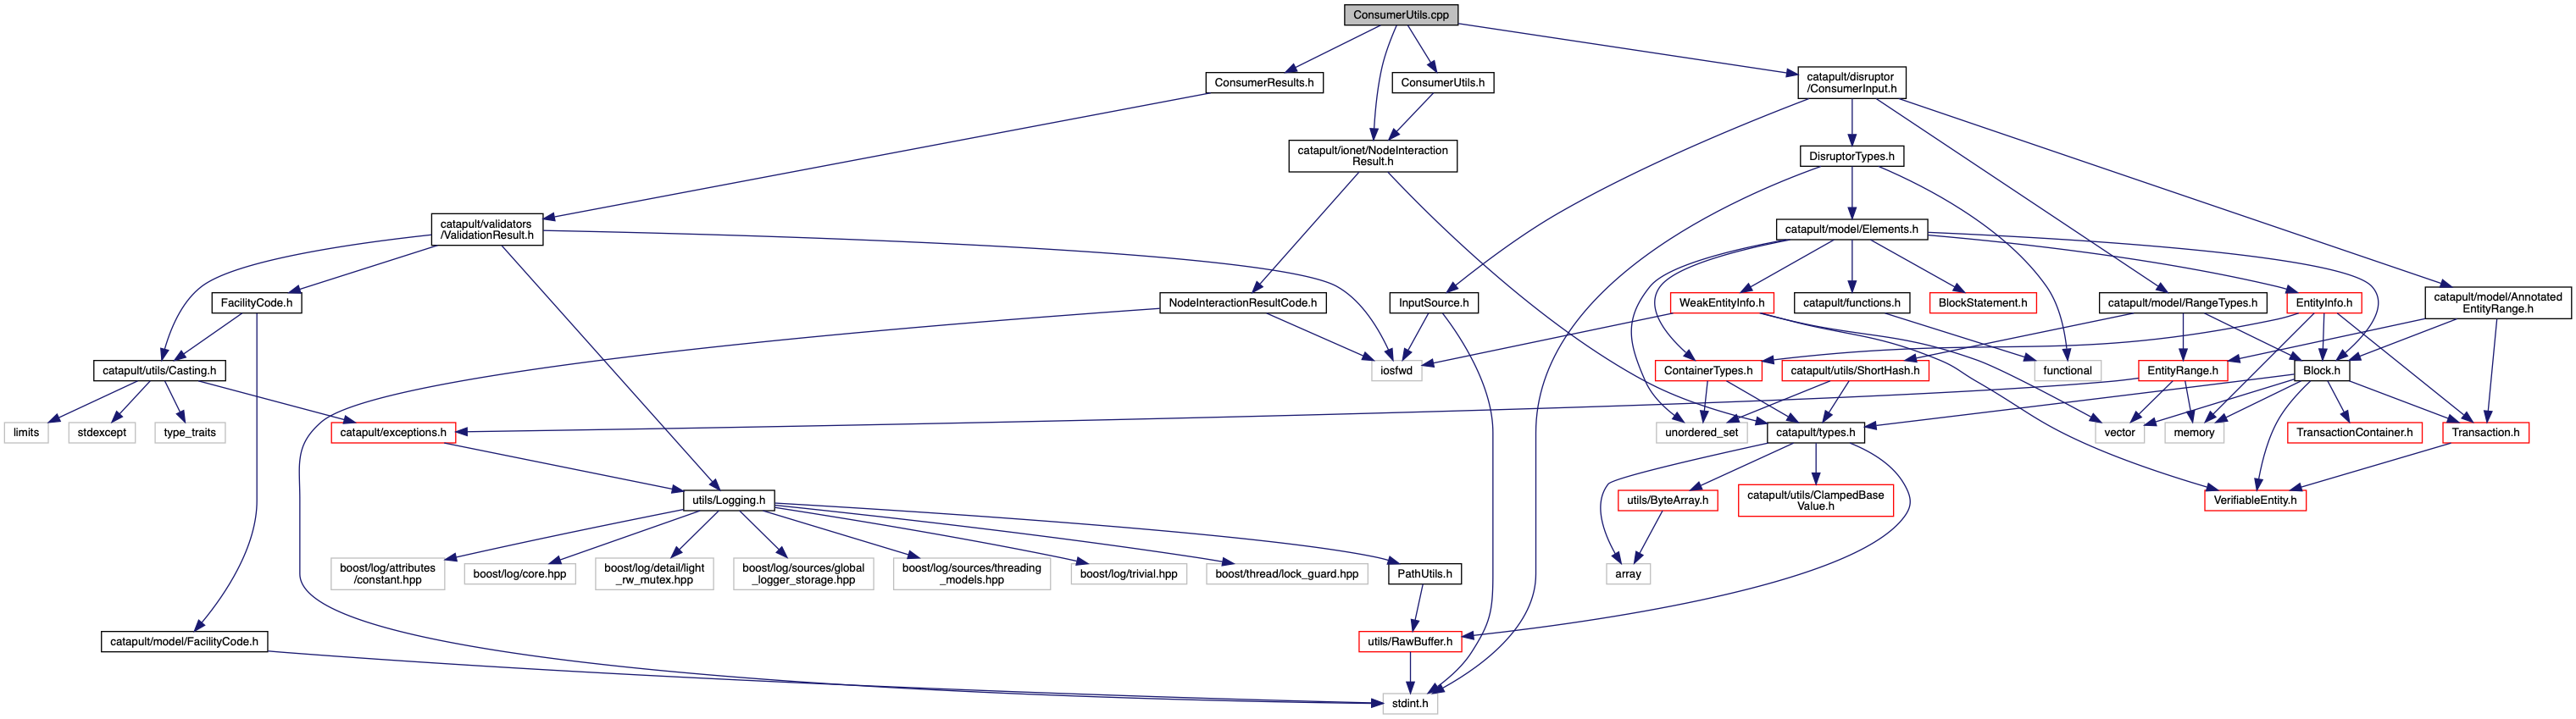 ConsumerUtils.cpp
ConsumerResults.h
ConsumerUtils.h
catapult/disruptor
/ConsumerInput.h
catapult/ionet/NodeInteraction
Result.h
DisruptorTypes.h
catapult/validators
/ValidationResult.h
catapult/model/Elements.h
FacilityCode.h
NodeInteractionResultCode.h
InputSource.h
WeakEntityInfo.h
catapult/functions.h
BlockStatement.h
catapult/model/RangeTypes.h
EntityInfo.h
catapult/model/Annotated
EntityRange.h
catapult/utils/Casting.h
iosfwd
ContainerTypes.h
catapult/utils/ShortHash.h
functional
EntityRange.h
Block.h
limits
stdexcept
type_traits
catapult/exceptions.h
unordered_set
catapult/types.h
vector
memory
TransactionContainer.h
Transaction.h
utils/Logging.h
utils/ByteArray.h
catapult/utils/ClampedBase
Value.h
VerifiableEntity.h
boost/log/attributes
/constant.hpp
boost/log/core.hpp
boost/log/detail/light
_rw_mutex.hpp
boost/log/sources/global
_logger_storage.hpp
boost/log/sources/threading
_models.hpp
boost/log/trivial.hpp
boost/thread/lock_guard.hpp
PathUtils.h
array
catapult/model/FacilityCode.h
utils/RawBuffer.h
stdint.h